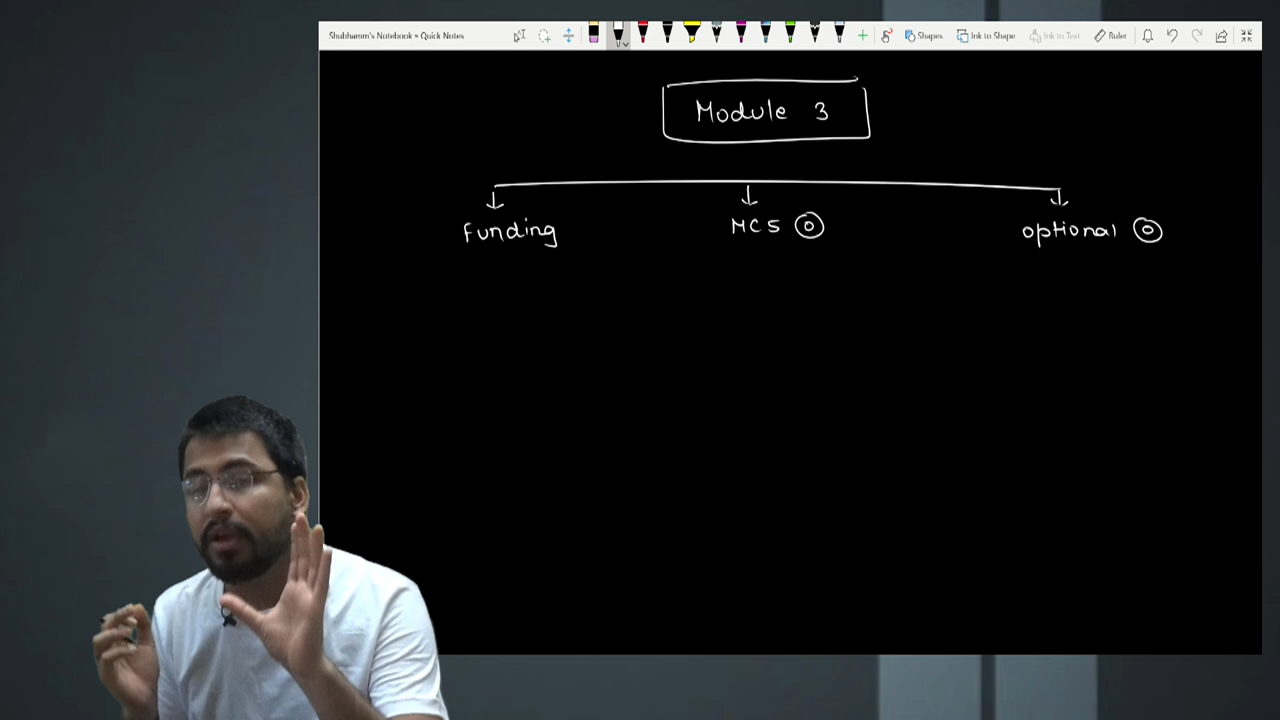 Shubhamm's Notebook » Quick Notes
Shapes
Ink to Shape
Ink to Text
Ruler
Module 3
Funding
MCS
optional